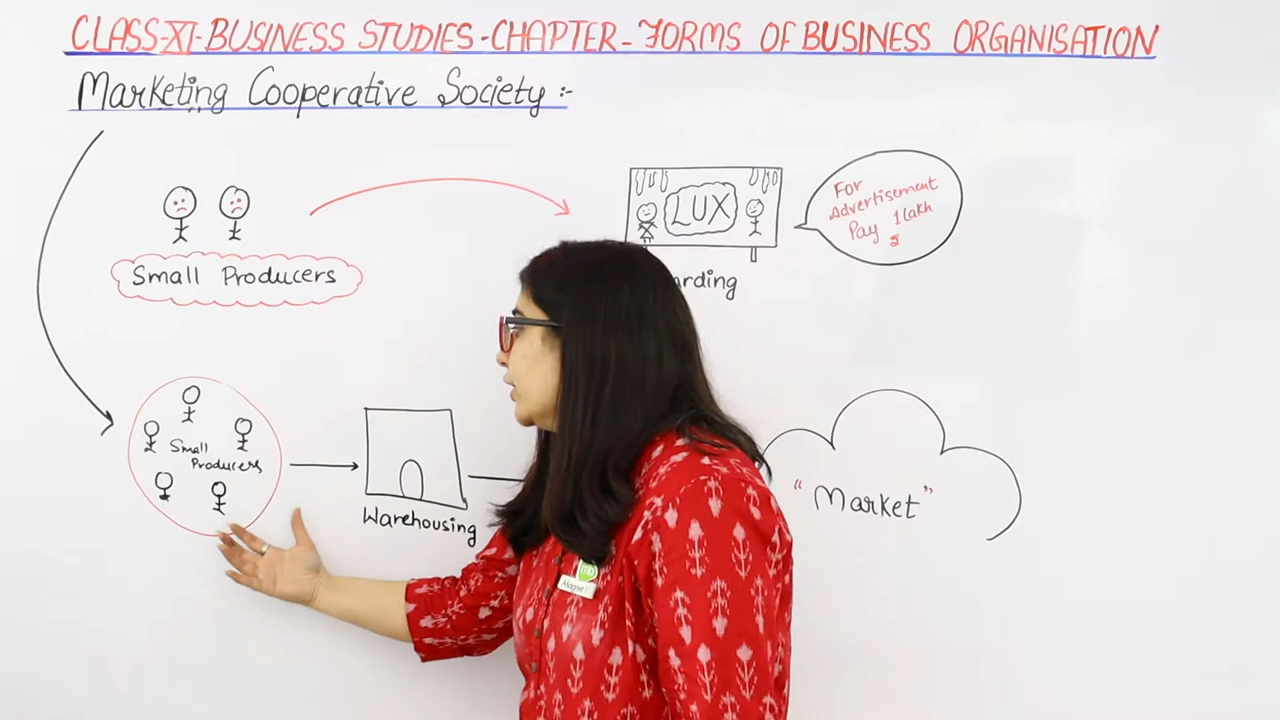 CLASS-XI-BUSINESS STUDIES-CHAPTER-FORMS OF BUSINESS ORGANISATION
Marketing Cooperative Society :-
LUX
For
Advertisement
Pay 1 Lakh
Small Producers
Small
Producers
Warehousing
"Market"